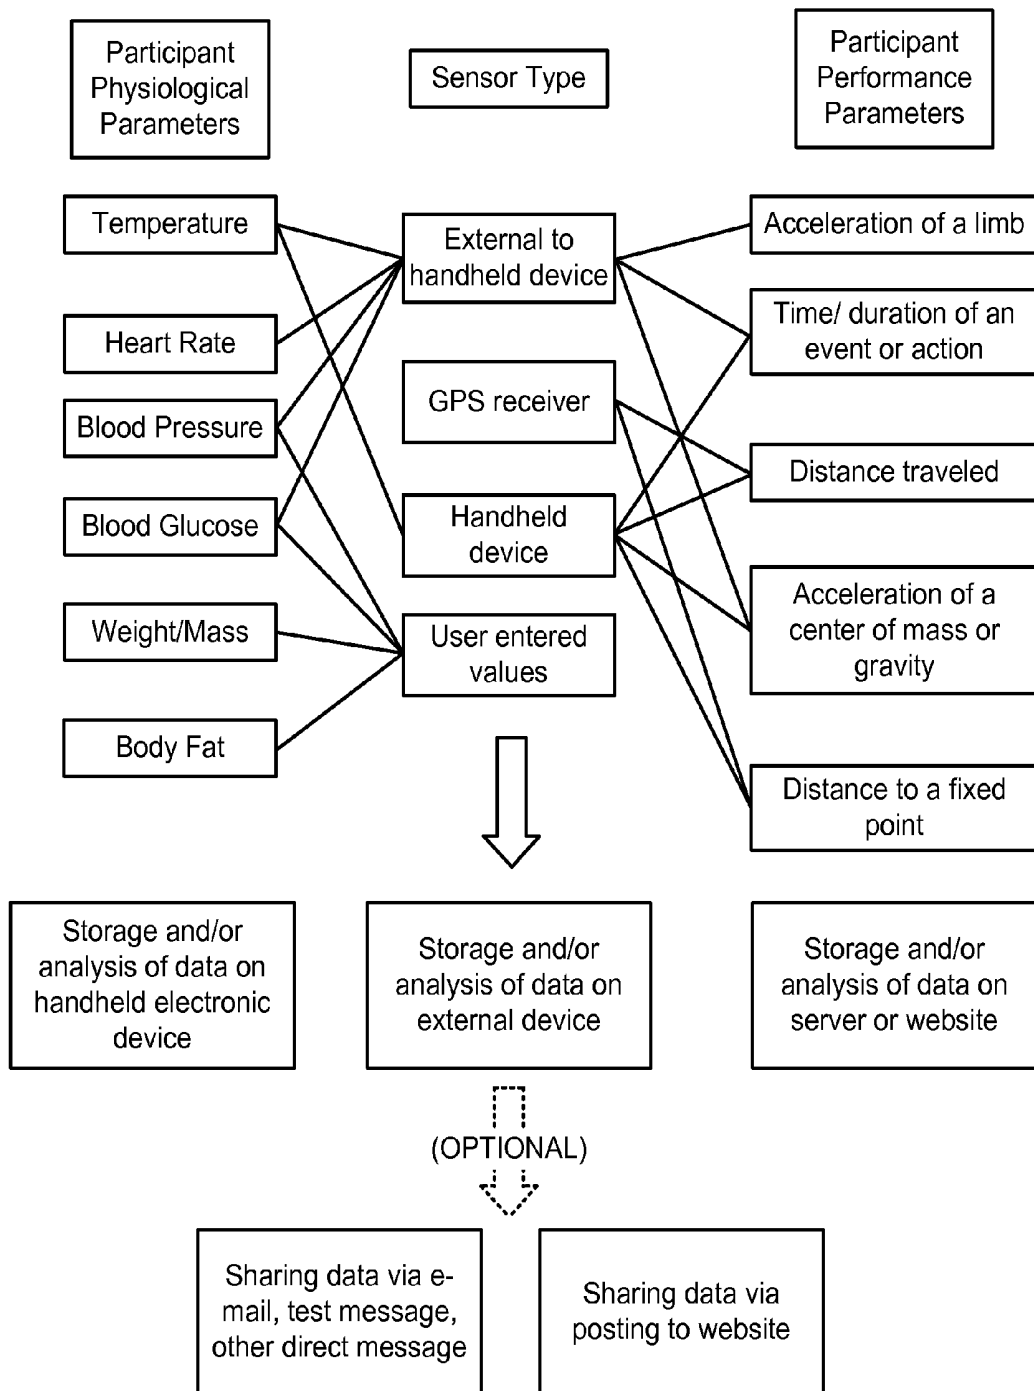 Participant
Physiological
Parameters
Sensor Type
Participant
Performance
Parameters
Temperature
Heart Rate
Blood Pressure
Blood Glucose
Weight/Mass
Body Fat
External to
handheld device
GPS receiver
Handheld
device
User entered
values
Acceleration of a limb
Time/ duration of an
event or action
Distance traveled
Acceleration of a
center of mass or
gravity
Distance to a fixed
point
Storage and/or
analysis of data on
handheld electronic
device
Storage and/or
analysis of data on
external device
Storage and/or
analysis of data on
server or website
(OPTIONAL)
Sharing data via e-
mail, test message,
other direct message
Sharing data via
posting to website